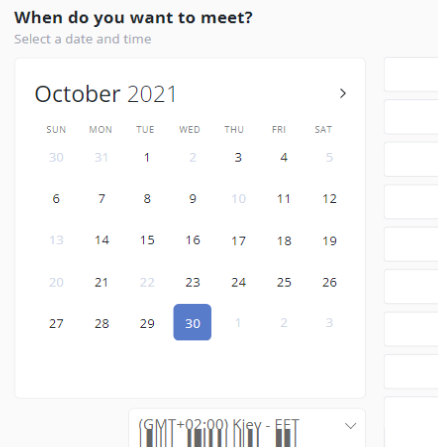 When do you want to meet?
Select a date and time
October 2021
SUN MON TUE WED THU FRI SAT
30 31 1 2 3 4 5
6 7 8 9 10 11 12
13 14 15 16 17 18 19
20 21 22 23 24 25 26
27 28 29 30 1 2 3
(GMT+02:00) Kiev - EET